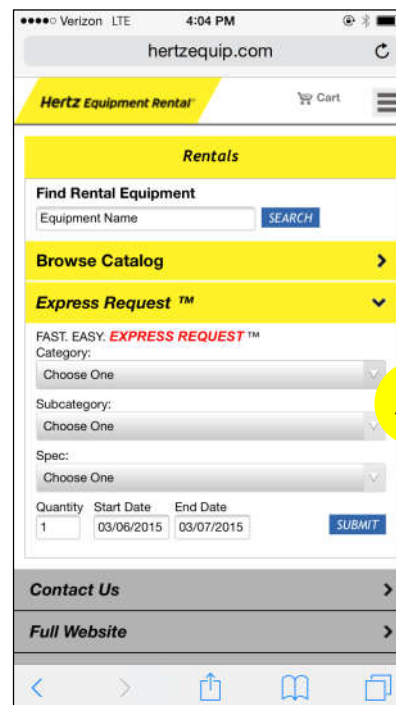 Verizon LTE 4:04 PM
hertzequip.com
Hertz Equipment Rental Cart
Rentals
Find Rental Equipment
Equipment Name SEARCH
Browse Catalog
Express Request ™
FAST. EASY. EXPRESS REQUEST ™
Category:
Choose One
Subcategory:
Choose One
Spec:
Choose One
Quantity Start Date End Date
1 03/06/2015 03/07/2015 SUBMIT
Contact Us
Full Website